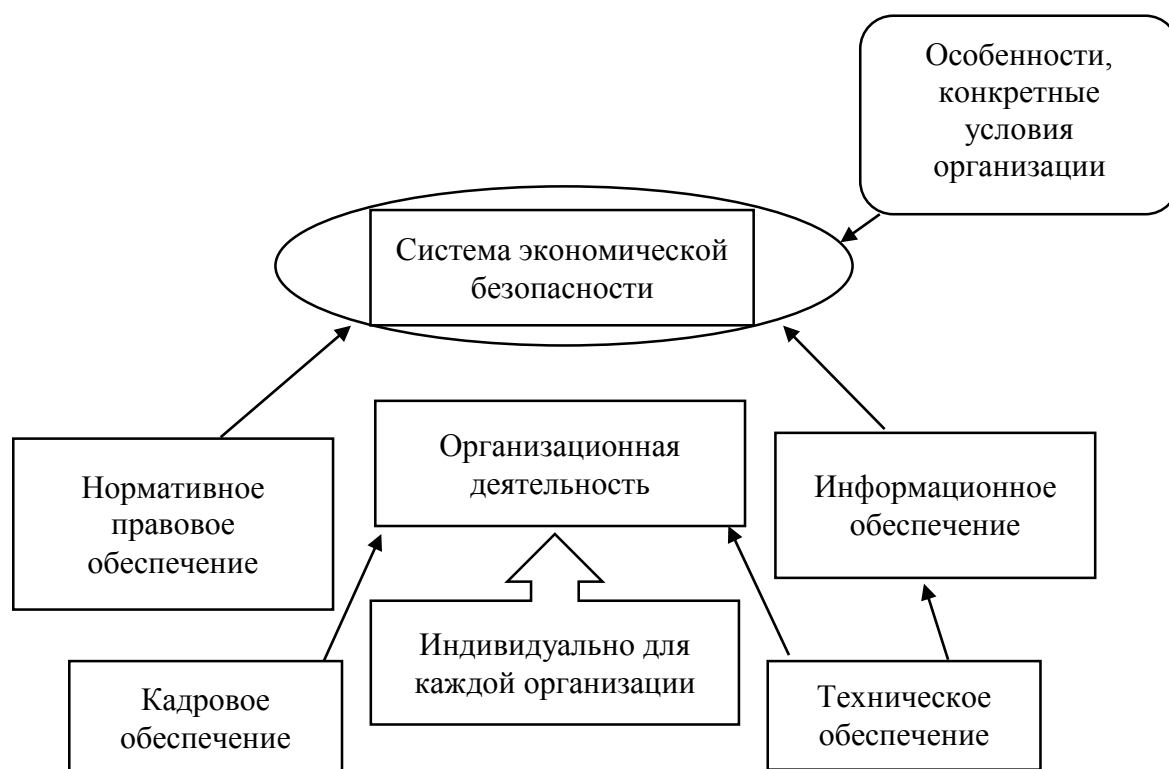 Особенности,
конкретные
условия
организации
Система экономической
безопасности
Организационная
деятельность
Нормативное
правовое
обеспечение
Информационное
обеспечение
Индивидуально для
каждой организации
Кадровое
обеспечение
Техническое
обеспечение